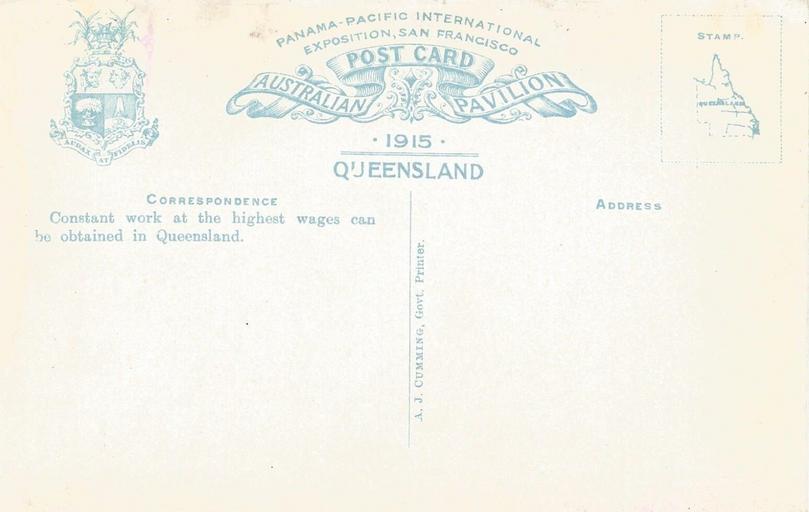 PANAMA-PACIFIC INTERNATIONAL
EXPOSITION, SAN FRANCISCO
POST CARD
AUSTRALIAN PAVILION
· 1915 ·
QUEENSLAND
AUDAX AT FIDELIS
STAMP.
QUEENSLAND
CORRESPONDENCE
Constant work at the highest wages can
be obtained in Queensland.
ADDRESS
A. J. CUMMING, Govt. Printer.